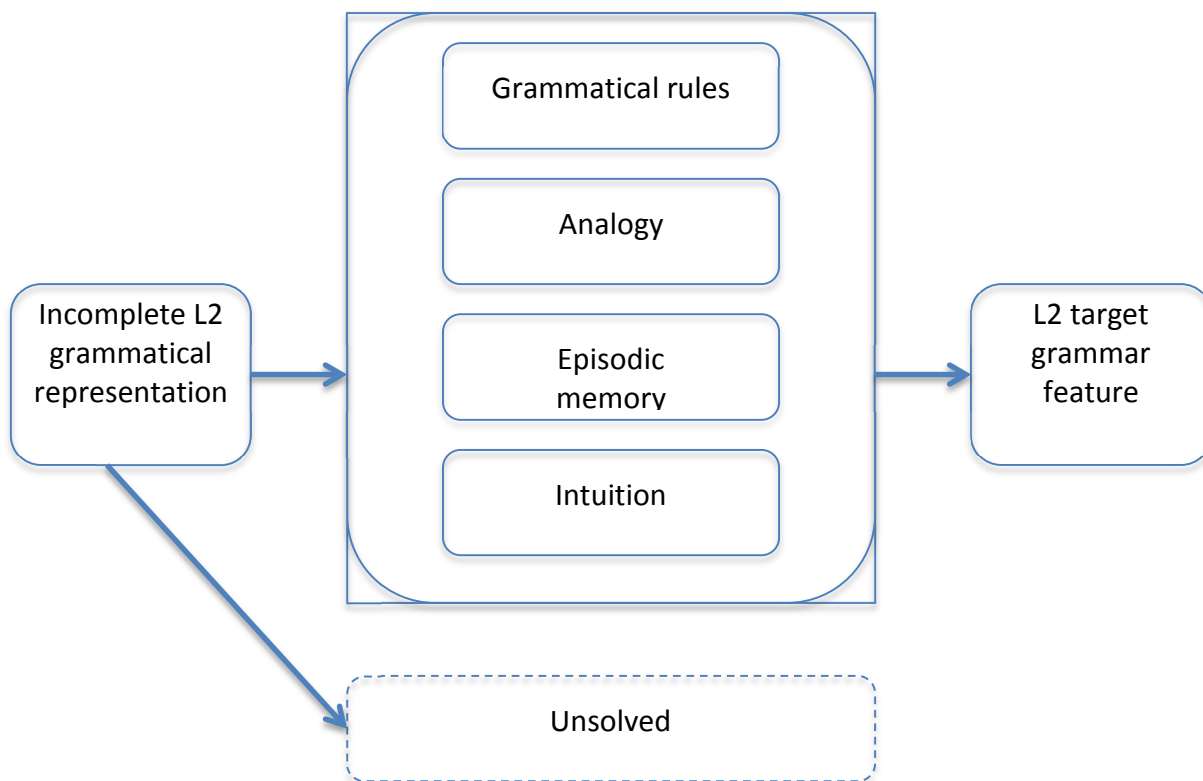 Grammatical rules
Analogy
Incomplete L2
grammatical
representation
Episodic
memory
Intuition
L2 target
grammar
feature
Unsolved